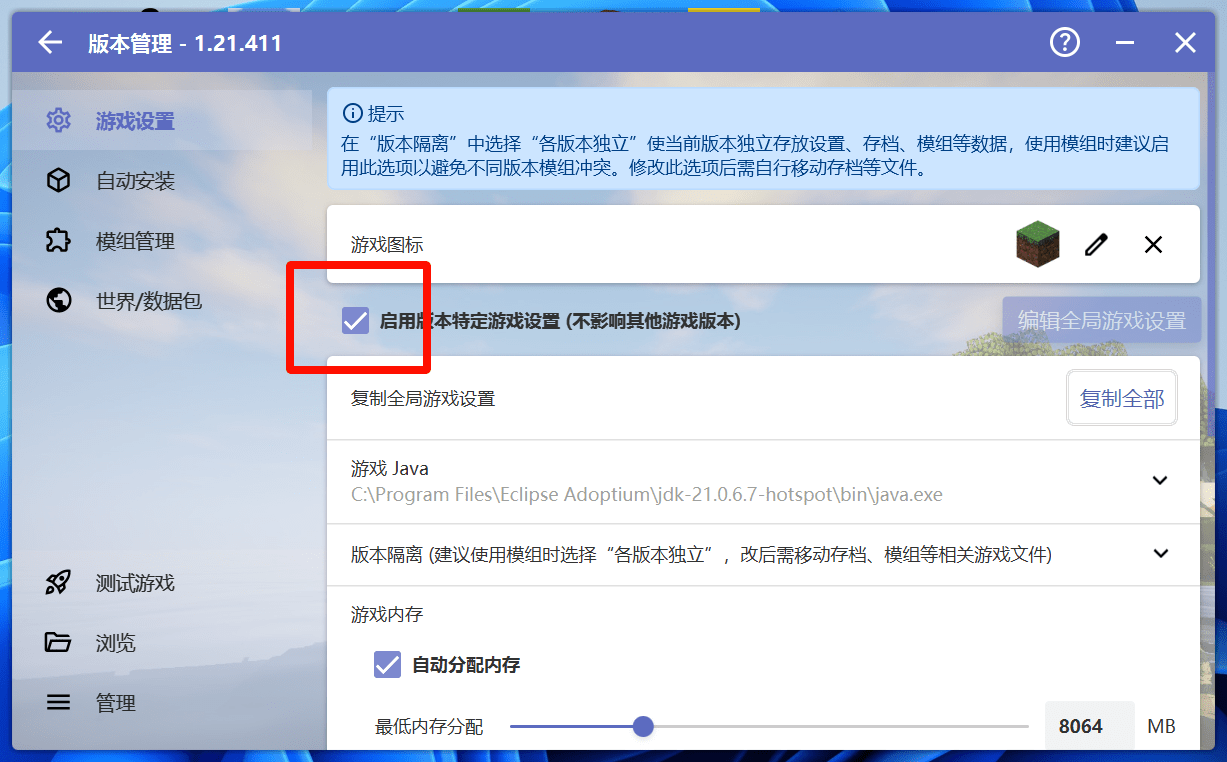 版本管理 - 1.21.411
游戏设置
自动安装
模组管理
世界/数据包
测试游戏
浏览
管理
提示
在“版本隔离”中选择“各版本独立”使当前版本独立存放设置、存档、模组等数据，使用模组时建议启
用此选项以避免不同版本模组冲突。修改此选项后需自行移动存档等文件。
游戏图标
启用版本特定游戏设置 (不影响其他游戏版本)
编辑全局游戏设置
复制全局游戏设置
复制全部
游戏 Java
C:\Program Files\Eclipse Adoptium\jdk-21.0.6.7-hotspot\bin\java.exe
版本隔离 (建议使用模组时选择“各版本独立”，改后需移动存档、模组等相关游戏文件)
游戏内存
自动分配内存
最低内存分配
8064 MB